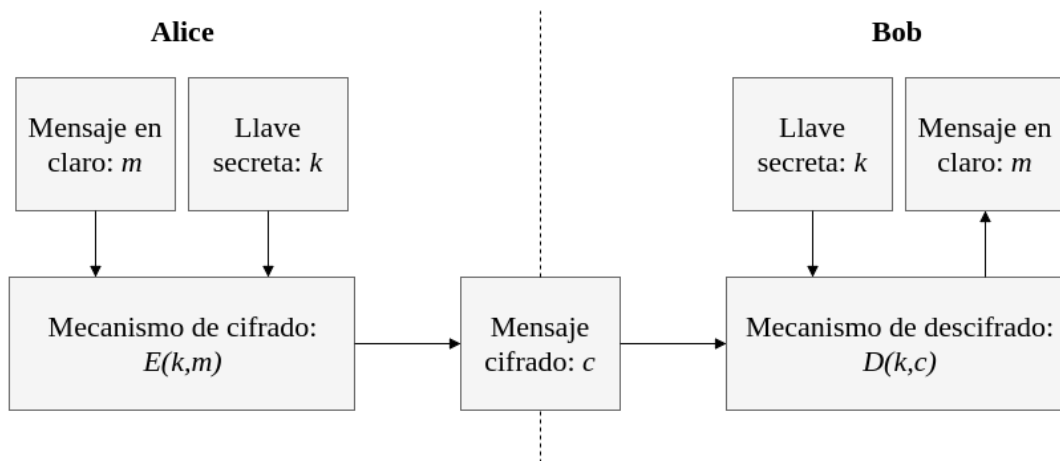 Alice
Bob
Mensaje en
claro: m
Llave
secreta: k
Llave
secreta: k
Mensaje en
claro: m
Mecanismo de cifrado:
E(k,m)
Mensaje
cifrado: c
Mecanismo de descifrado:
D(k,c)